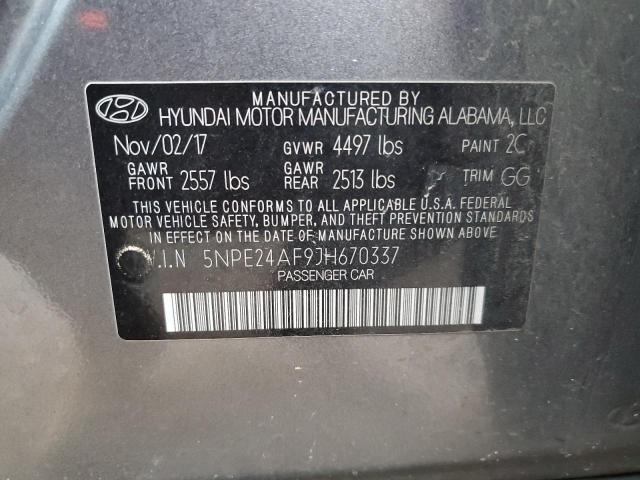 MANUFACTURED BY
HYUNDAI MOTOR MANUFACTURING ALABAMA, LLC
Nov/02/17 GVWR 4497 lbs PAINT 2C
GAWR FRONT 2557 lbs GAWR REAR 2513 lbs TRIM GG
THIS VEHICLE CONFORMS TO ALL APPLICABLE U.S.A. FEDERAL
MOTOR VEHICLE SAFETY, BUMPER, AND THEFT PREVENTION STANDARDS
IN EFFECT ON THE DATE OF MANUFACTURE SHOWN ABOVE.
V.I.N 5NPE24AF9JH670337
PASSENGER CAR